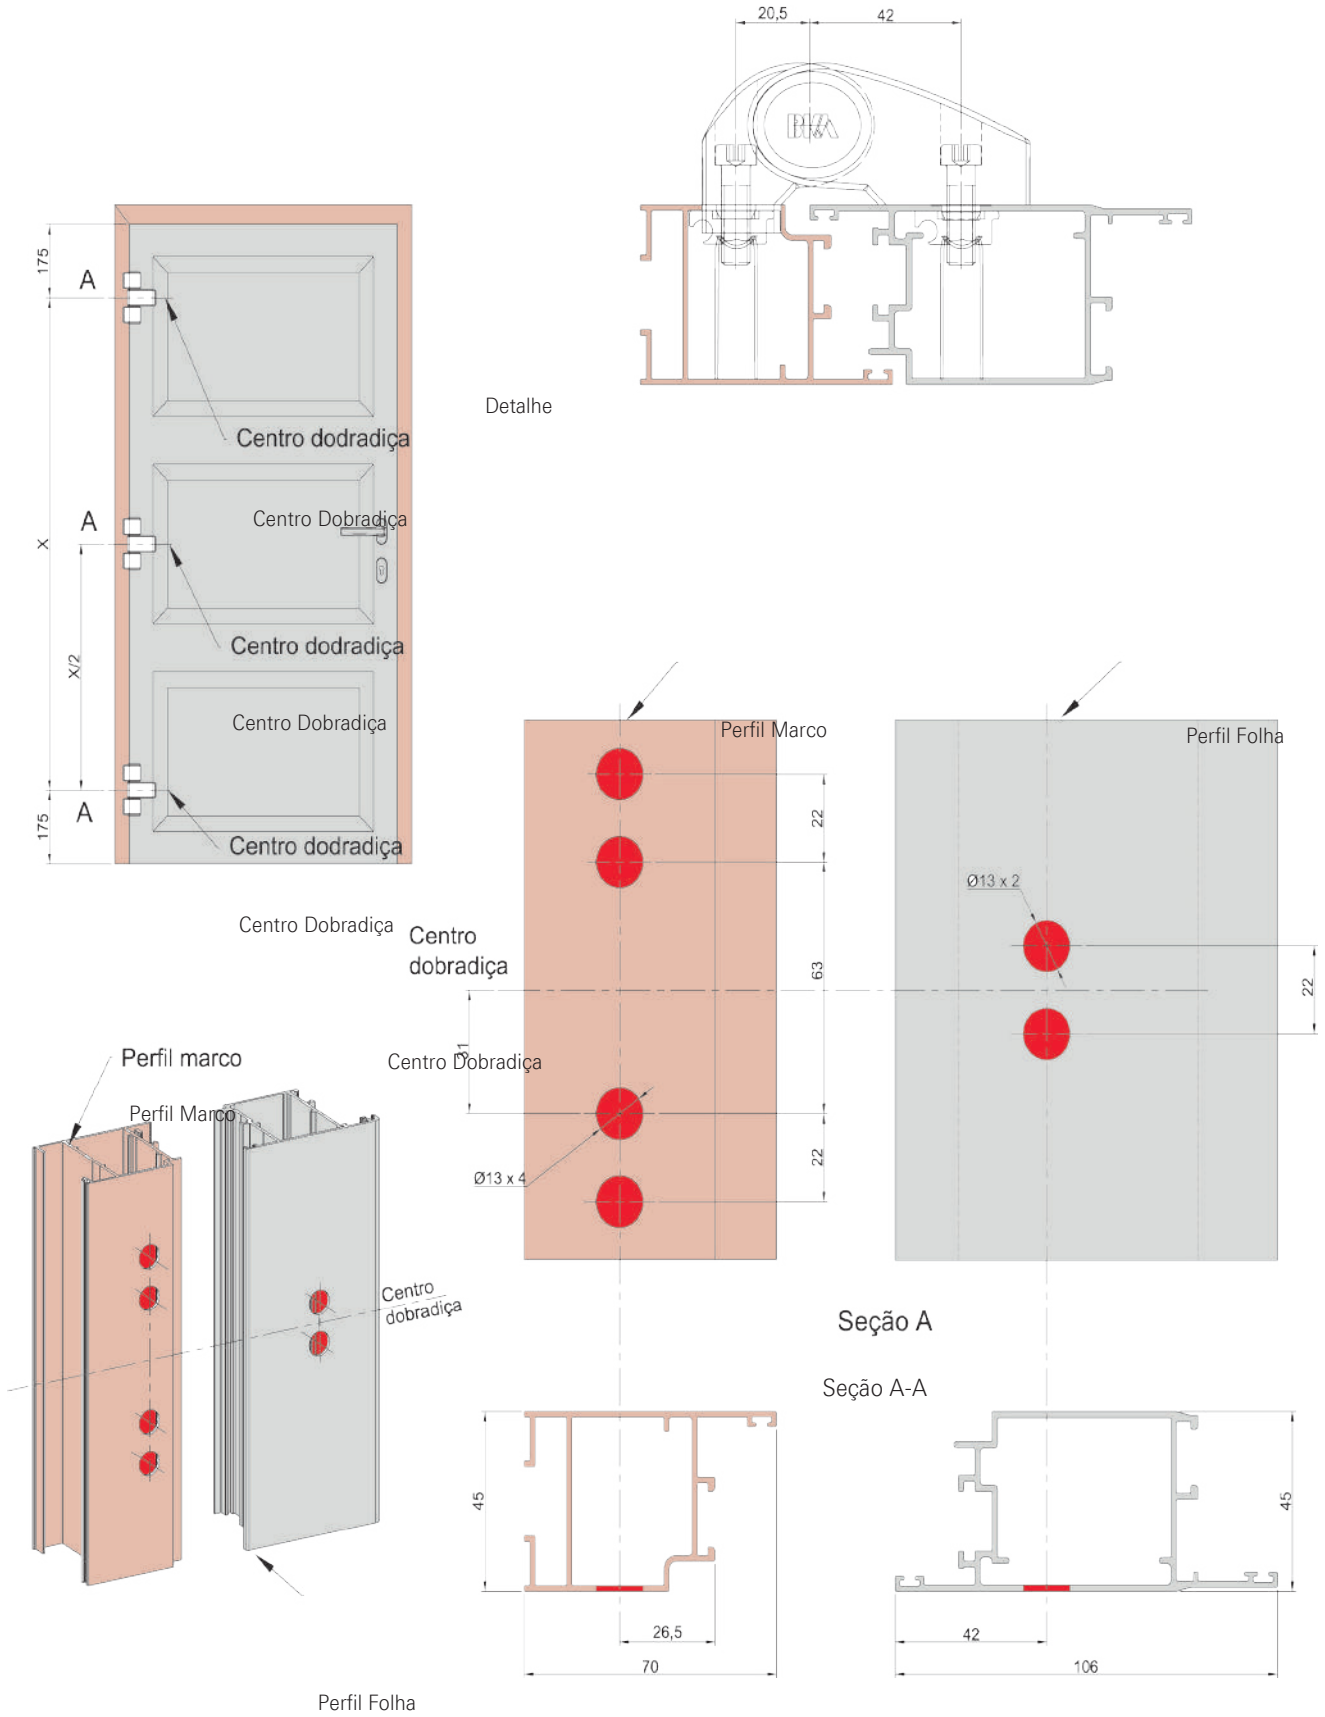 20,5
42
BKA
175
A
Detalhe
Centro dodradiça
Centro Dobradiça
A
X
Centro dodradiça
X/2
Centro Dobradiça
Perfil Marco
Perfil Folha
A
175
22
Centro dodradiça
Ø13 x 2
Centro Dobradiça
Centro
dobradiça
63
22
Perfil marco
Centro Dobradiça
Perfil Marco
Ø13 x 4
22
Centro
dobradiça
Seção A
Seção A-A
45
45
26,5
42
70
106
Perfil Folha